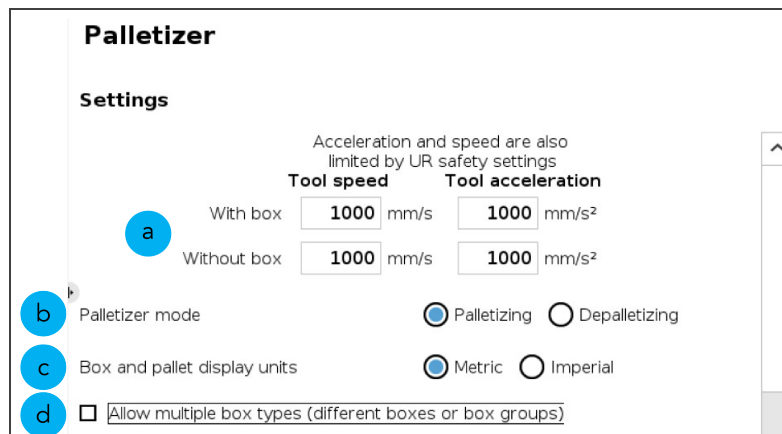 Palletizer
Settings
Acceleration and speed are also
limited by UR safety settings
Tool speed Tool acceleration
a
With box 1000 mm/s 1000 mm/s²
Without box 1000 mm/s 1000 mm/s²
b Palletizer mode Palletizing Depalletizing
c Box and pallet display units Metric Imperial
d Allow multiple box types (different boxes or box groups)